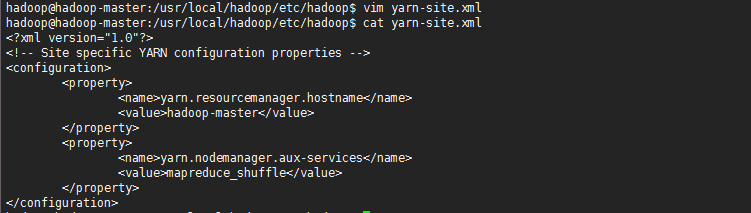 hadoop@hadoop-master:/usr/local/hadoop/etc/hadoop$ vim yarn-site.xml
hadoop@hadoop-master:/usr/local/hadoop/etc/hadoop$ cat yarn-site.xml
<?xml version="1.0"?>
<!-- Site specific YARN configuration properties -->
<configuration>
        <property>
                <name>yarn.resourcemanager.hostname</name>
                <value>hadoop-master</value>
        </property>
        <property>
                <name>yarn.nodemanager.aux-services</name>
                <value>mapreduce_shuffle</value>
        </property>
</configuration>